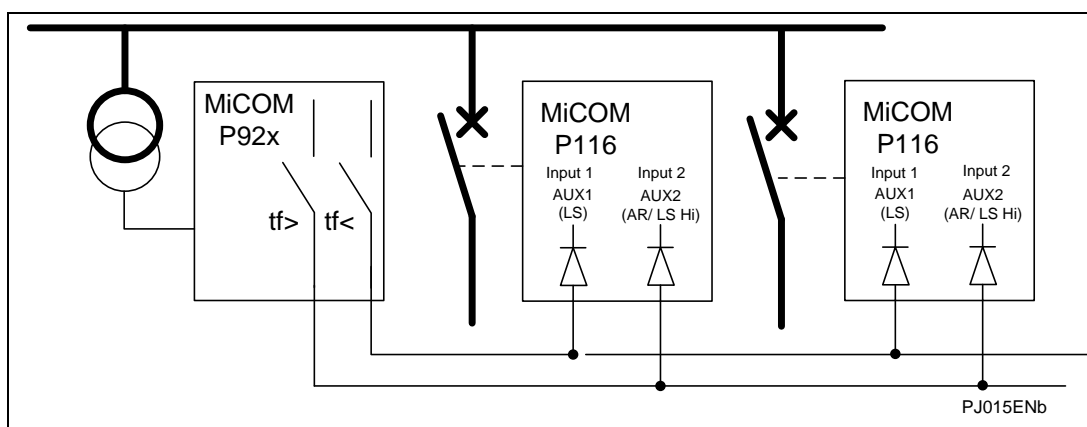 MiCOM
P92x
tf> tf<
MiCOM
P116
Input 1
AUX1
(LS)
Input 2
AUX2
(AR/ LS Hi)
MiCOM
P116
Input 1
AUX1
(LS)
Input 2
AUX2
(AR/ LS Hi)
PJ015ENb